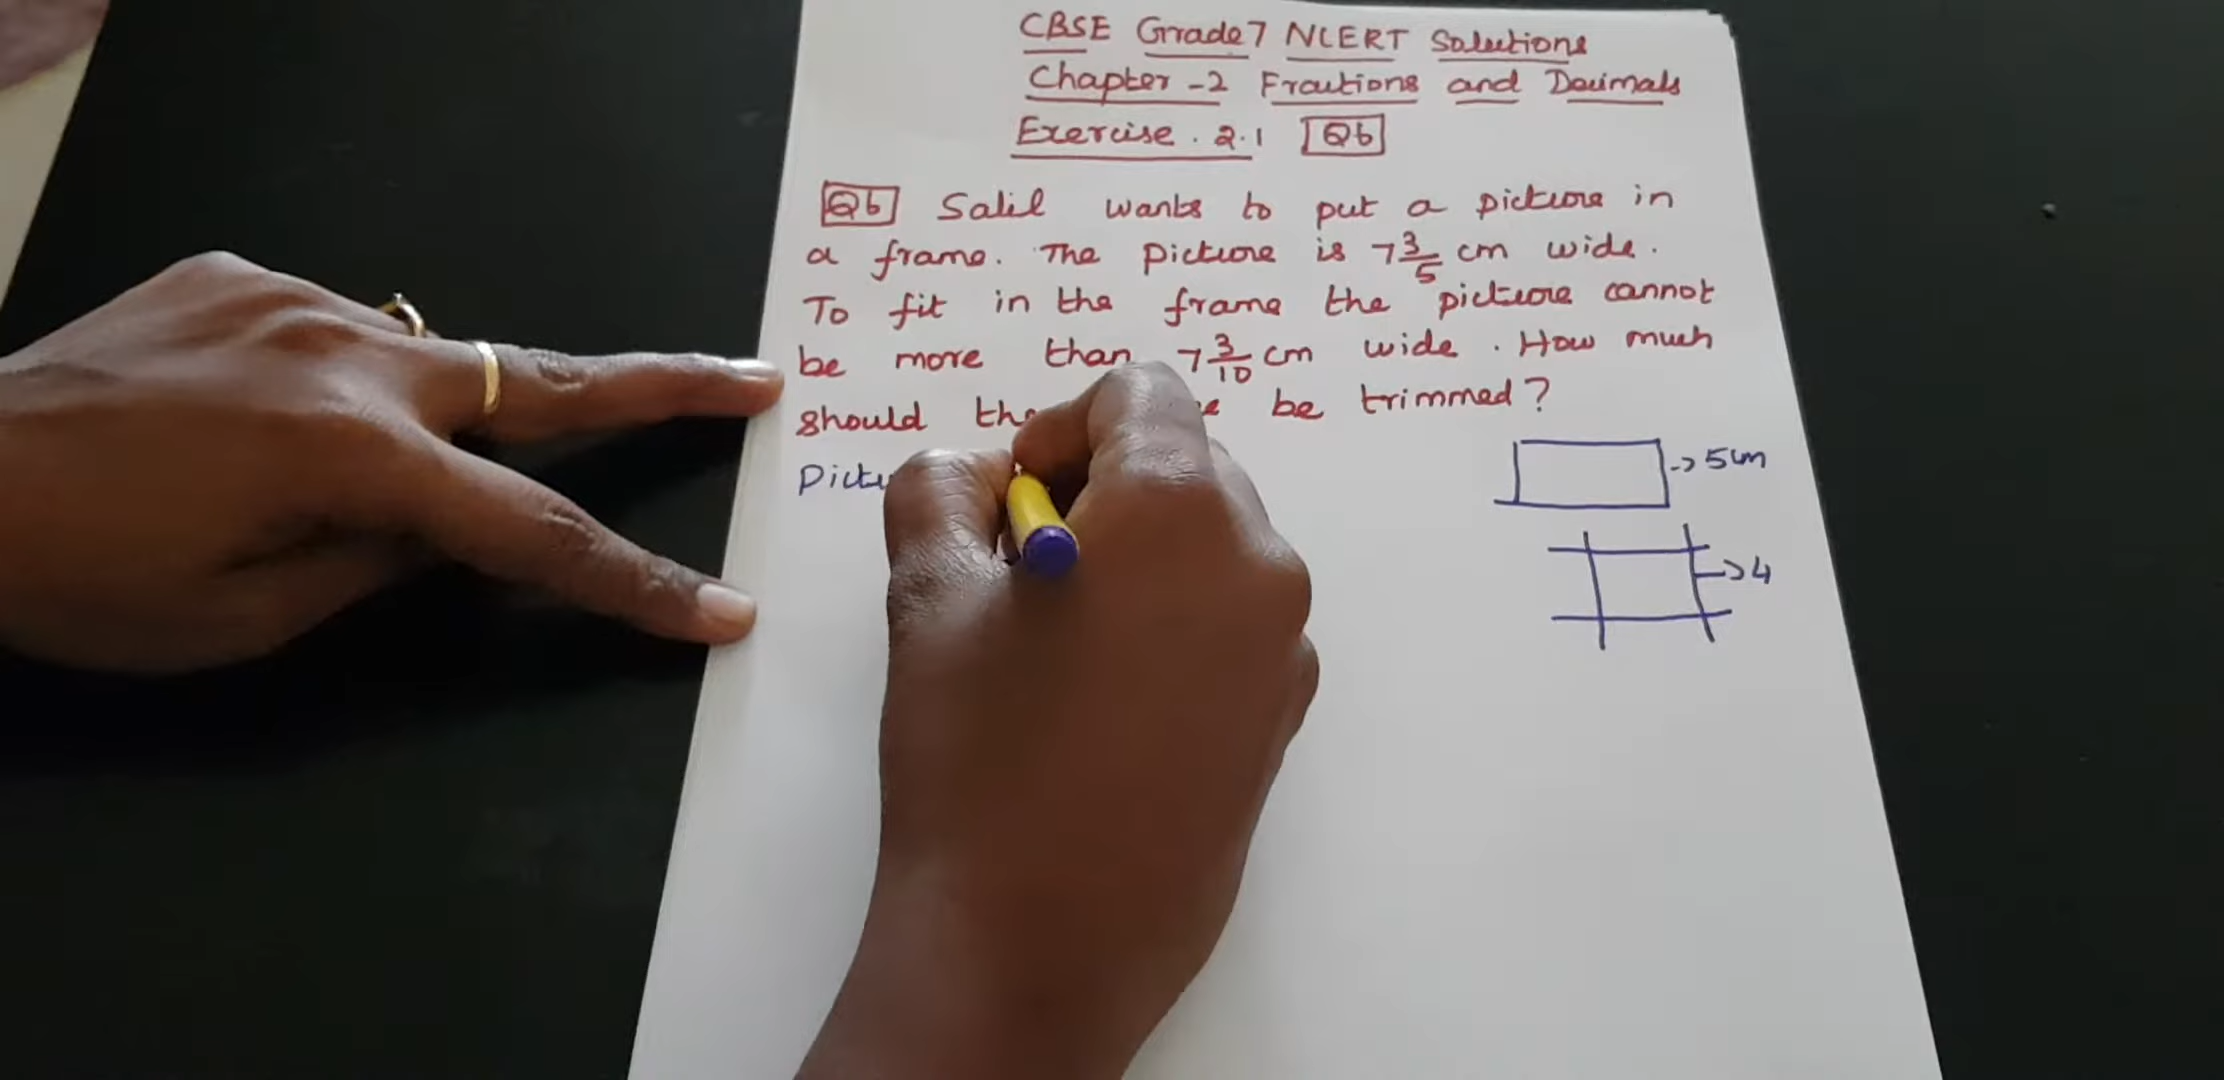 CBSE Grade 7 NCERT Solutions
Chapter - 2 Fractions and Decimals
Exercise . 2.1 Q6
Q6 Salil wants to put a picture in
a frame. The picture is 7 3/5 cm wide.
To fit in the frame the picture cannot
be more than 7 3/10 cm wide. How much
should be trimmed?
→ 5cm
→ 4